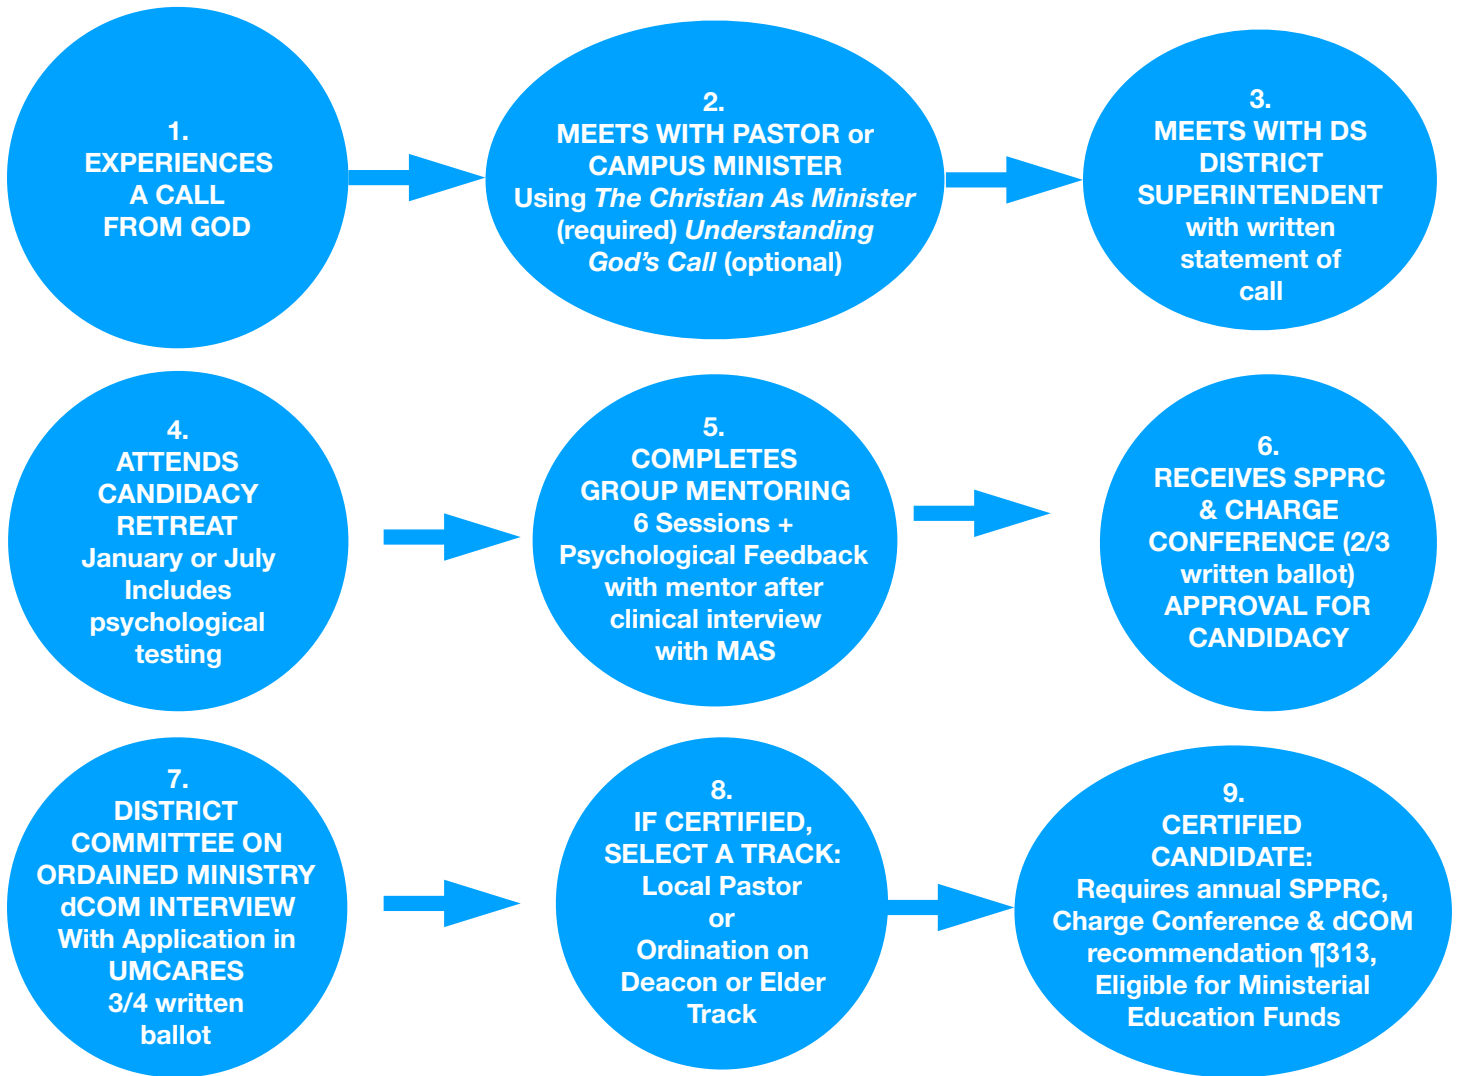 1.
EXPERIENCES
A CALL
FROM GOD
2.
MEETS WITH PASTOR or
CAMPUS MINISTER
Using The Christian As Minister
(required) Understanding
God’s Call (optional)
3.
MEETS WITH DS
DISTRICT
SUPERINTENDENT
with written
statement of
call
4.
ATTENDS
CANDIDACY
RETREAT
January or July
Includes
psychological
testing
5.
COMPLETES
GROUP MENTORING
6 Sessions +
Psychological Feedback
with mentor after
clinical interview
with MAS
6.
RECEIVES SPPRC
& CHARGE
CONFERENCE (2/3
written ballot)
APPROVAL FOR
CANDIDACY
7.
DISTRICT
COMMITTEE ON
ORDAINED MINISTRY
dCOM INTERVIEW
With Application in
UMCARES
3/4 written
ballot
8.
IF CERTIFIED,
SELECT A TRACK:
Local Pastor
or
Ordination on
Deacon or Elder
Track
9.
CERTIFIED
CANDIDATE:
Requires annual SPPRC,
Charge Conference & dCOM
recommendation ¶313,
Eligible for Ministerial
Education Funds